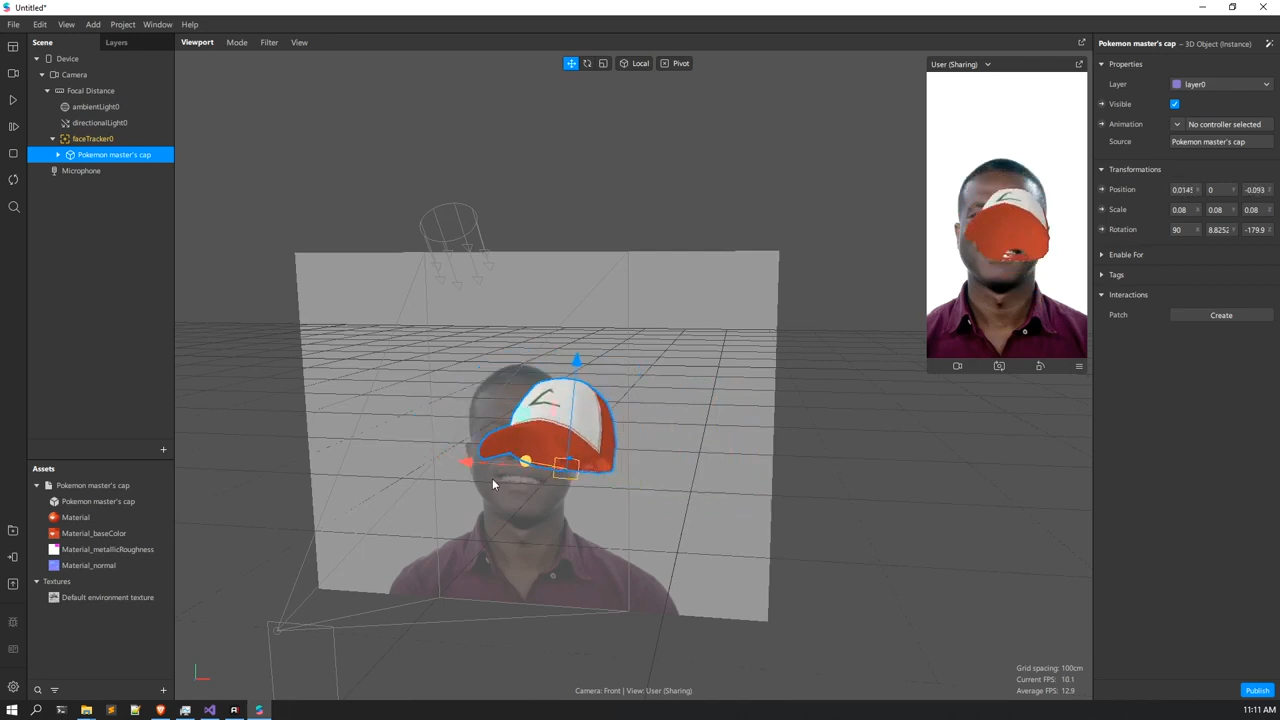 Untitled*
File Edit View Add Project Window Help
Scene Layers
Device
Camera
Focal Distance
ambientLight0
directionalLight0
faceTracker0
Pokemon master's cap
Microphone
Assets
Pokemon master's cap
Pokemon master's cap
Material
Material_baseColor
Material_metallicRoughness
Material_normal
Textures
Default environment texture
Viewport Mode Filter View
Local Pivot
User (Sharing)
Grid spacing: 100cm
Current FPS: 10.1
Average FPS: 12.9
Camera: Front | View: User (Sharing)
Pokemon master's cap – 3D Object (Instance)
Properties
Layer layer0
Visible
Animation No controller selected
Source Pokemon master's cap
Transformations
Position 0.0145 X 0 Y -0.093 Z
Scale 0.08 X 0.08 Y 0.08 Z
Rotation 90 X 8.8252 Y -179.9 Z
Enable For
Tags
Interactions
Patch Create
Publish
11:11 AM